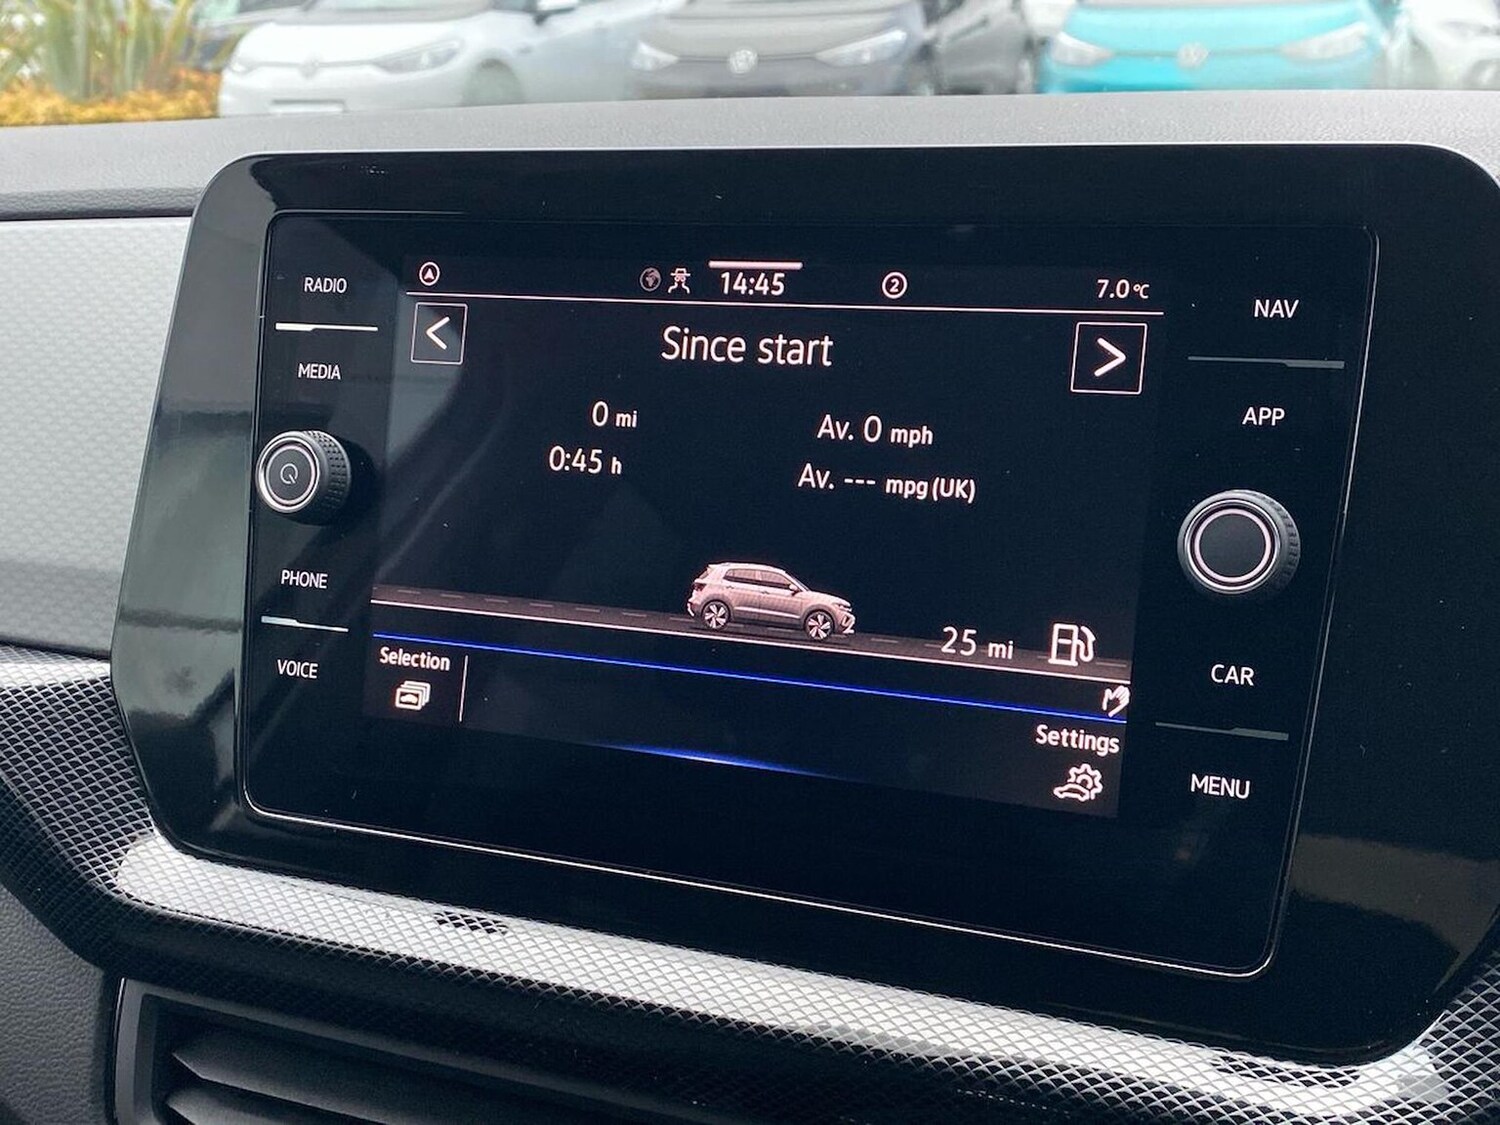 RADIO
MEDIA
PHONE
VOICE
14:45
2
7.0 °C
Since start
0 mi
0:45 h
Av. 0 mph
Av. --- mpg (UK)
25 mi
Selection
Settings
NAV
APP
CAR
MENU